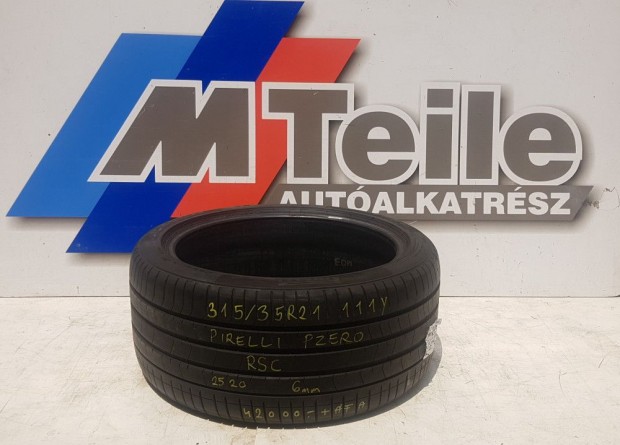 MTeile
AUTÓALKATRÉSZ
315/35R21 111Y
PIRELLI PZERO
RSC
2520 6mm
42000-+ÁFA